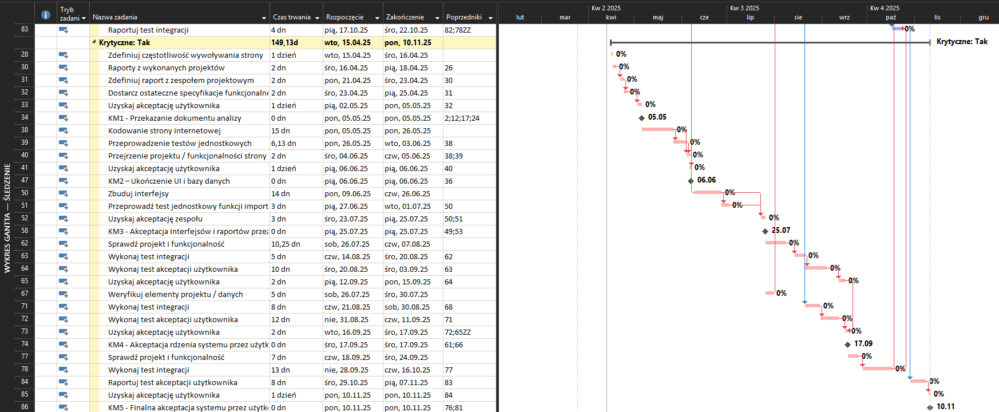 Kw 2 2025 Kw 3 2025 Kw 4 2025
Tryb zadani Nazwa zadania Czas trwania Rozpoczęcie Zakończenie Poprzedniki lut mar kwi maj cze lip sie wrz paź lis gru
83 Raportuj test integracji 4 dn pią, 17.10.25 śro, 22.10.25 82;78ZZ 0%
Krytyczne: Tak 149,13d wto, 15.04.25 pon, 10.11.25 Krytyczne: Tak
28 Zdefiniuj częstotliwość wywoływania strony 1 dzień wto, 15.04.25 śro, 16.04.25 0%
30 Raporty z wykonanych projektów 2 dn śro, 16.04.25 pią, 18.04.25 26 0%
31 Zdefiniuj raport z zespołem projektowym 2 dn pon, 21.04.25 śro, 23.04.25 30 0%
32 Dostarcz ostateczne specyfikacje funkcjonalne 2 dn śro, 23.04.25 pią, 25.04.25 31 0%
33 Uzyskaj akceptację użytkownika 1 dzień pią, 02.05.25 pon, 05.05.25 32 0%
34 KM1 - Przekazanie dokumentu analizy 0 dn pon, 05.05.25 pon, 05.05.25 2;12;17;24 05.05
38 Kodowanie strony internetowej 15 dn pon, 05.05.25 pon, 26.05.25 0%
39 Przeprowadzenie testów jednostkowych 6,13 dn pon, 26.05.25 wto, 03.06.25 38 0%
40 Przejrzenie projektu / funkcjonalności strony 2 dn śro, 04.06.25 czw, 05.06.25 38;39 0%
41 Uzyskaj akceptację użytkownika 1 dzień pią, 06.06.25 pią, 06.06.25 40 0%
47 KM2 – Ukończenie UI i bazy danych 0 dn pią, 06.06.25 pią, 06.06.25 36 06.06
50 Zbuduj interfejsy 14 dn pon, 09.06.25 czw, 26.06.25 0%
51 Przeprowadź test jednostkowy funkcji import 3 dn pią, 27.06.25 wto, 01.07.25 50 0%
52 Uzyskaj akceptację zespołu 3 dn śro, 23.07.25 pią, 25.07.25 50;51 0%
58 KM3 - Akceptacja interfejsów i raportów przez 0 dn pią, 25.07.25 pią, 25.07.25 49;53 25.07
62 Sprawdź projekt i funkcjonalność 10,25 dn sob, 26.07.25 czw, 07.08.25 0%
63 Wykonaj test integracji 5 dn czw, 14.08.25 śro, 20.08.25 62 0%
64 Wykonaj test akceptacji użytkownika 10 dn śro, 20.08.25 śro, 03.09.25 63 0%
65 Uzyskaj akceptację użytkownika 2 dn pią, 12.09.25 pon, 15.09.25 64 0%
67 Weryfikuj elementy projektu / danych 5 dn sob, 26.07.25 śro, 30.07.25 0%
71 Wykonaj test integracji 8 dn czw, 21.08.25 sob, 30.08.25 68 0%
72 Wykonaj test akceptacji użytkownika 12 dn nie, 31.08.25 czw, 11.09.25 71 0%
73 Uzyskaj akceptację użytkownika 2 dn wto, 16.09.25 śro, 17.09.25 72;65ZZ 0%
74 KM4 - Akceptacja rdzenia systemu przez użytk 0 dn śro, 17.09.25 śro, 17.09.25 61;66 17.09
77 Sprawdź projekt i funkcjonalność 7 dn czw, 18.09.25 śro, 24.09.25 0%
78 Wykonaj test integracji 13 dn nie, 28.09.25 czw, 16.10.25 77 0%
84 Raportuj test akceptacji użytkownika 8 dn śro, 29.10.25 pią, 07.11.25 83 0%
85 Uzyskaj akceptację użytkownika 1 dzień pon, 10.11.25 pon, 10.11.25 84 0%
86 KM5 - Finalna akceptacja systemu przez użytk 0 dn pon, 10.11.25 pon, 10.11.25 76;81 10.11
WYKRES GANTTA — ŚLEDZENIE